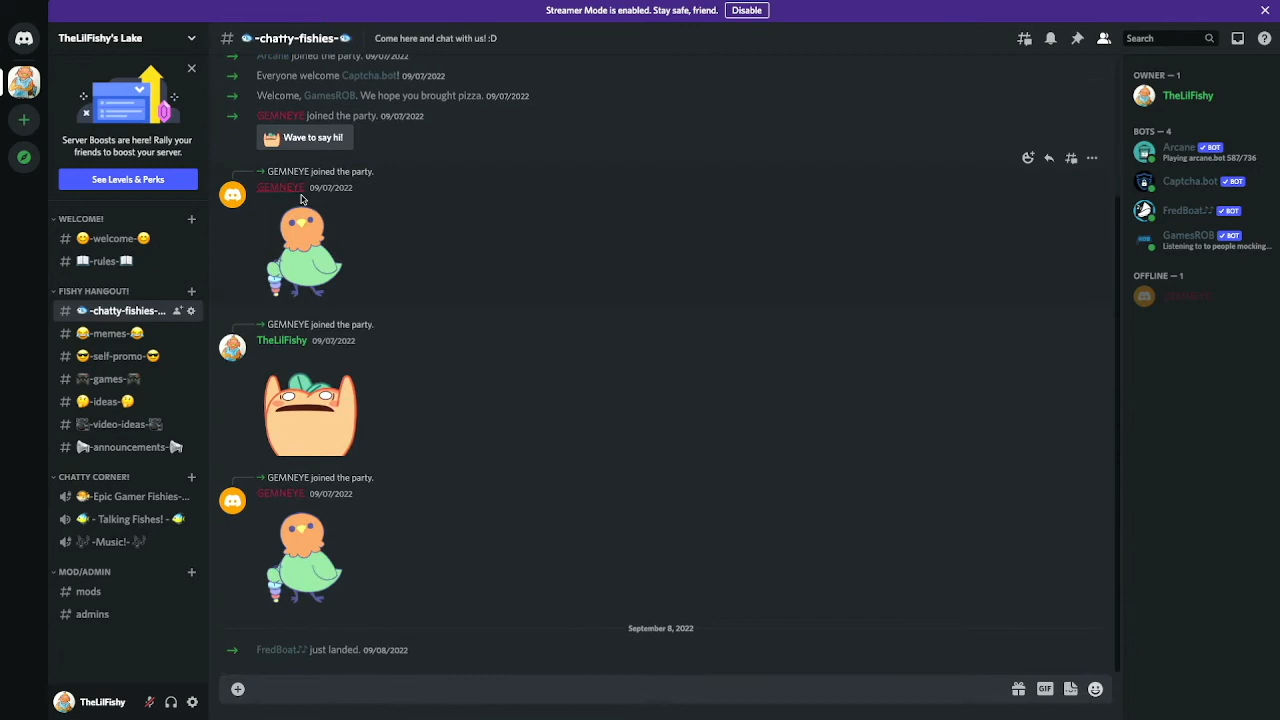 Streamer Mode is enabled. Stay safe, friend. Disable
TheLilFishy's Lake
-chatty-fishies- Come here and chat with us! :D
Search
Server Boosts are here! Rally your
friends to boost your server.
See Levels & Perks
WELCOME!
-welcome-
-rules-
FISHY HANGOUT!
-chatty-fishies-...
-memes-
-self-promo-
-games-
-ideas-
-video-ideas-
-announcements-
CHATTY CORNER!
-Epic Gamer Fishies-...
- Talking Fishes! -
-Music!-
MOD/ADMIN
mods
admins
TheLilFishy
Arcane joined the party. 09/07/2022
Everyone welcome Captcha.bot! 09/07/2022
Welcome, GamesROB. We hope you brought pizza. 09/07/2022
GEMNEYE joined the party. 09/07/2022
Wave to say hi!
GEMNEYE joined the party.
GEMNEYE 09/07/2022
GEMNEYE joined the party.
TheLilFishy 09/07/2022
GEMNEYE joined the party.
GEMNEYE 09/07/2022
September 8, 2022
FredBoat♪♪ just landed. 09/08/2022
GIF
OWNER — 1
TheLilFishy
BOTS — 4
Arcane ✓ BOT
Playing arcane.bot 587/736
Captcha.bot ✓ BOT
FredBoat♪♪ ✓ BOT
GamesROB ✓ BOT
Listening to to people mocking...
OFFLINE — 1
GEMNEYE